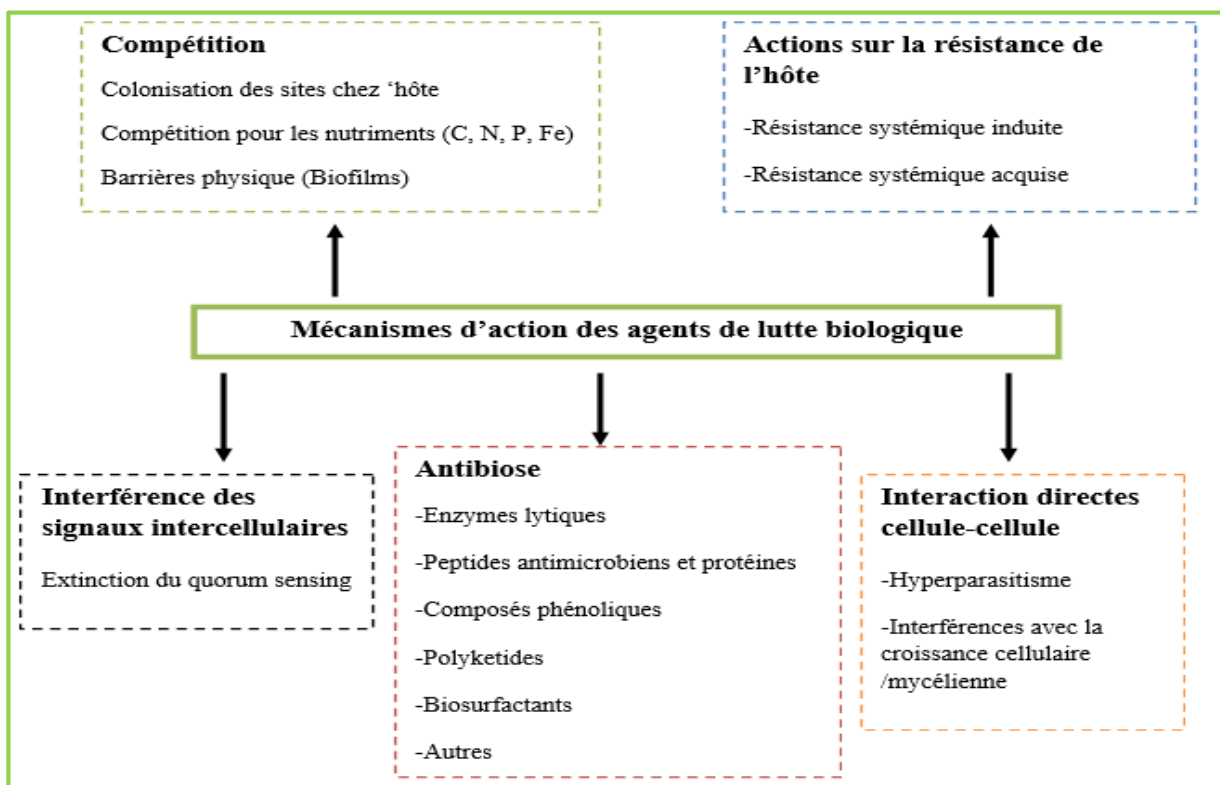 Compétition
Colonisation des sites chez ‘hôte
Compétition pour les nutriments (C, N, P, Fe)
Barrières physique (Biofilms)
Actions sur la résistance de
l’hôte
-Résistance systémique induite
-Résistance systémique acquise
Mécanismes d’action des agents de lutte biologique
Interférence des
signaux intercellulaires
Extinction du quorum sensing
Antibiose
-Enzymes lytiques
-Peptides antimicrobiens et protéines
-Composés phénoliques
-Polyketides
-Biosurfactants
-Autres
Interaction directes
cellule-cellule
-Hyperparasitisme
-Interférences avec la
croissance cellulaire
/mycélienne